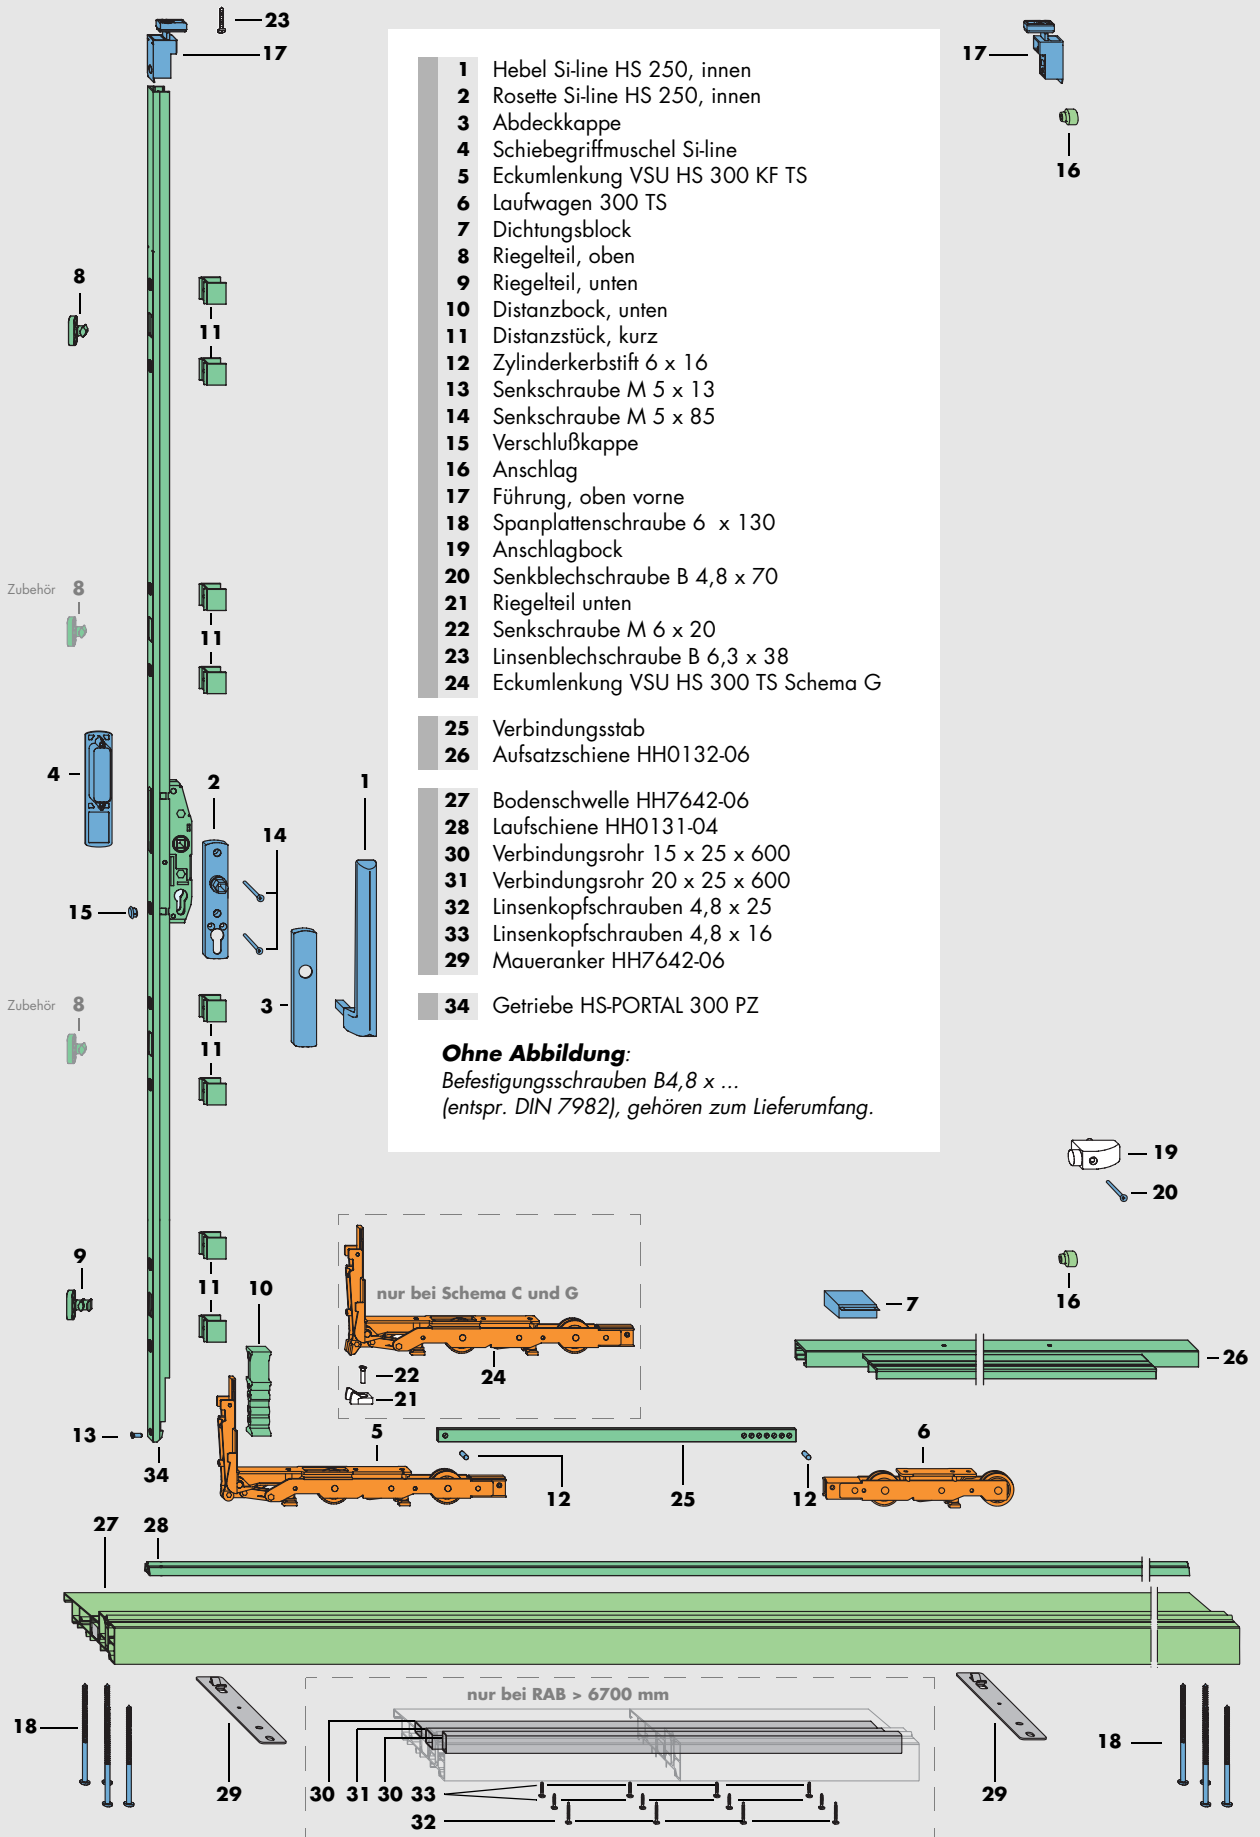 23
17
17
16
1 Hebel Si-line HS 250, innen
2 Rosette Si-line HS 250, innen
3 Abdeckkappe
4 Schiebegriffmuschel Si-line
5 Eckumlenkung VSU HS 300 KF TS
6 Laufwagen 300 TS
7 Dichtungsblock
8 Riegelteil, oben
9 Riegelteil, unten
10 Distanzbock, unten
11 Distanzstück, kurz
12 Zylinderkerbstift 6 x 16
13 Senkschraube M 5 x 13
14 Senkschraube M 5 x 85
15 Verschlußkappe
16 Anschlag
17 Führung, oben vorne
18 Spanplattenschraube 6 x 130
19 Anschlagbock
20 Senkblechschraube B 4,8 x 70
21 Riegelteil unten
22 Senkschraube M 6 x 20
23 Linsenblechschraube B 6,3 x 38
24 Eckumlenkung VSU HS 300 TS Schema G
25 Verbindungsstab
26 Aufsatzschiene HH0132-06
27 Bodenschwelle HH7642-06
28 Laufschiene HH0131-04
30 Verbindungsrohr 15 x 25 x 600
31 Verbindungsrohr 20 x 25 x 600
32 Linsenkopfschrauben 4,8 x 25
33 Linsenkopfschrauben 4,8 x 16
29 Maueranker HH7642-06
34 Getriebe HS-PORTAL 300 PZ
Ohne Abbildung:
Befestigungsschrauben B4,8 x ...
(entspr. DIN 7982), gehören zum Lieferumfang.
8
11
Zubehör 8
11
4
2
1
14
15
3
Zubehör 8
11
19
20
9
11
10
nur bei Schema C und G
7
16
22
24
21
26
13
34
5
6
12
25
12
27
28
nur bei RAB > 6700 mm
18
29
30
31
30
33
32
29
18